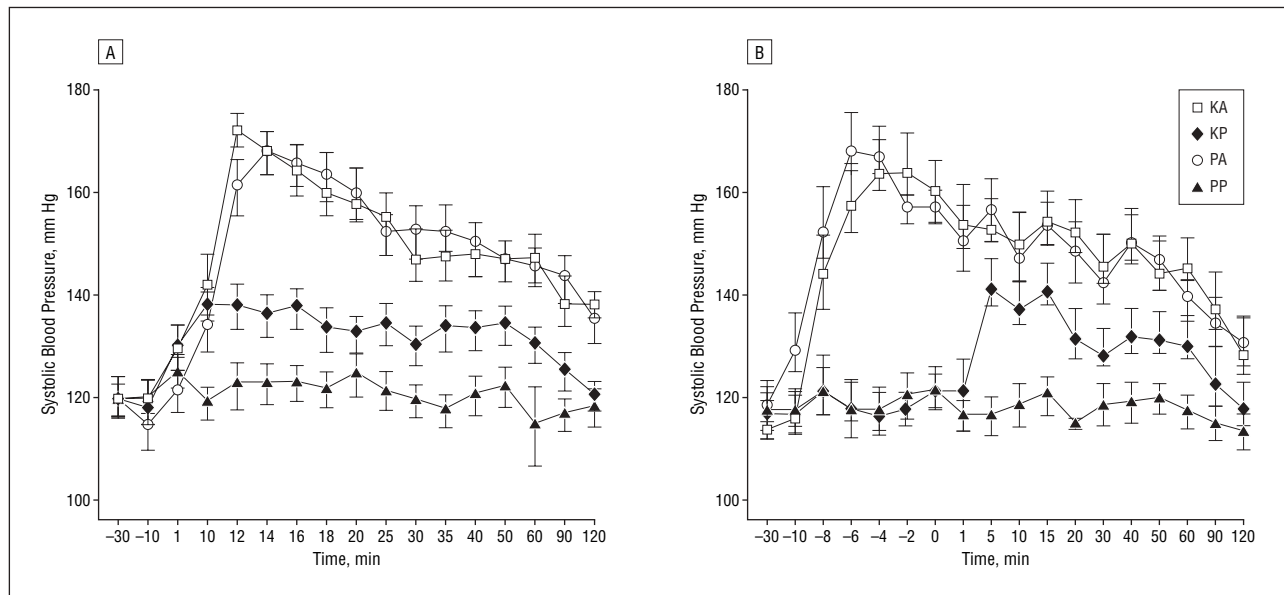 A
180
160
140
120
100
Systolic Blood Pressure, mm Hg
–30 –10 1 10 12 14 16 18 20 25 30 35 40 50 60 90 120
Time, min
B
180
160
140
120
100
Systolic Blood Pressure, mm Hg
–30 –10 –8 –6 –4 –2 0 1 5 10 15 20 30 40 50 60 90 120
Time, min
KA
KP
PA
PP